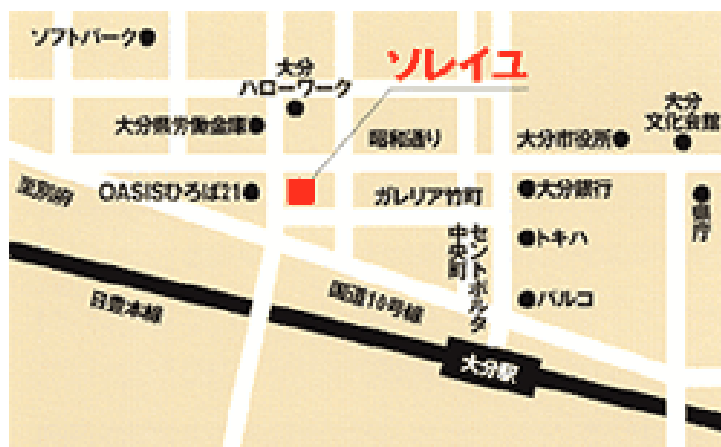 ソフトパーク
大分
ハローワーク
ソレイユ
大分県労働金庫
昭和通り
大分市役所
大分
文化会館
至別府
OASISひろば21
ガレリア竹町
大分銀行
県庁
セントポルタ
中央町
トキハ
パルコ
日豊本線
国道10号線
大分駅